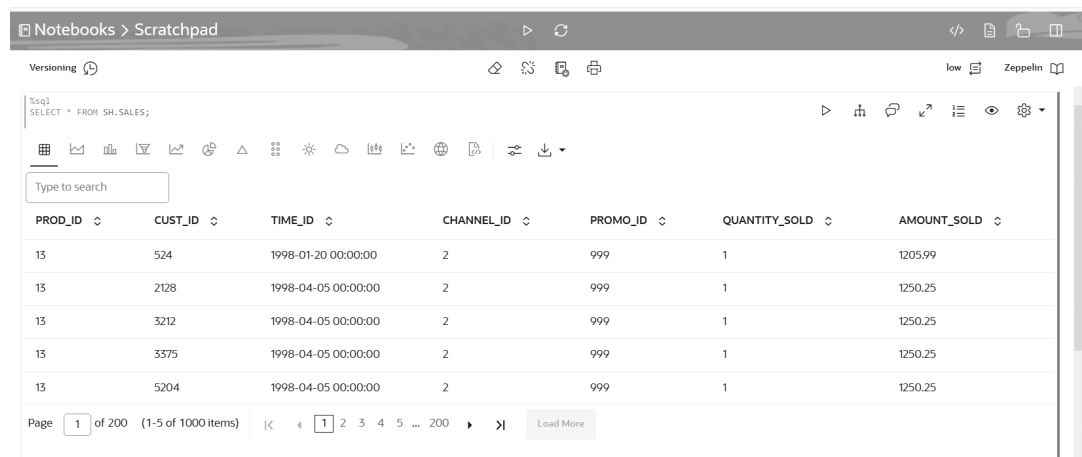 Notebooks > Scratchpad
Versioning low Zeppelin
%sql
SELECT * FROM SH.SALES;
Type to search
PROD_ID CUST_ID TIME_ID CHANNEL_ID PROMO_ID QUANTITY_SOLD AMOUNT_SOLD
13 524 1998-01-20 00:00:00 2 999 1 1205.99
13 2128 1998-04-05 00:00:00 2 999 1 1250.25
13 3212 1998-04-05 00:00:00 2 999 1 1250.25
13 3375 1998-04-05 00:00:00 2 999 1 1250.25
13 5204 1998-04-05 00:00:00 2 999 1 1250.25
Page 1 of 200 (1-5 of 1000 items) 1 2 3 4 5 ... 200 Load More